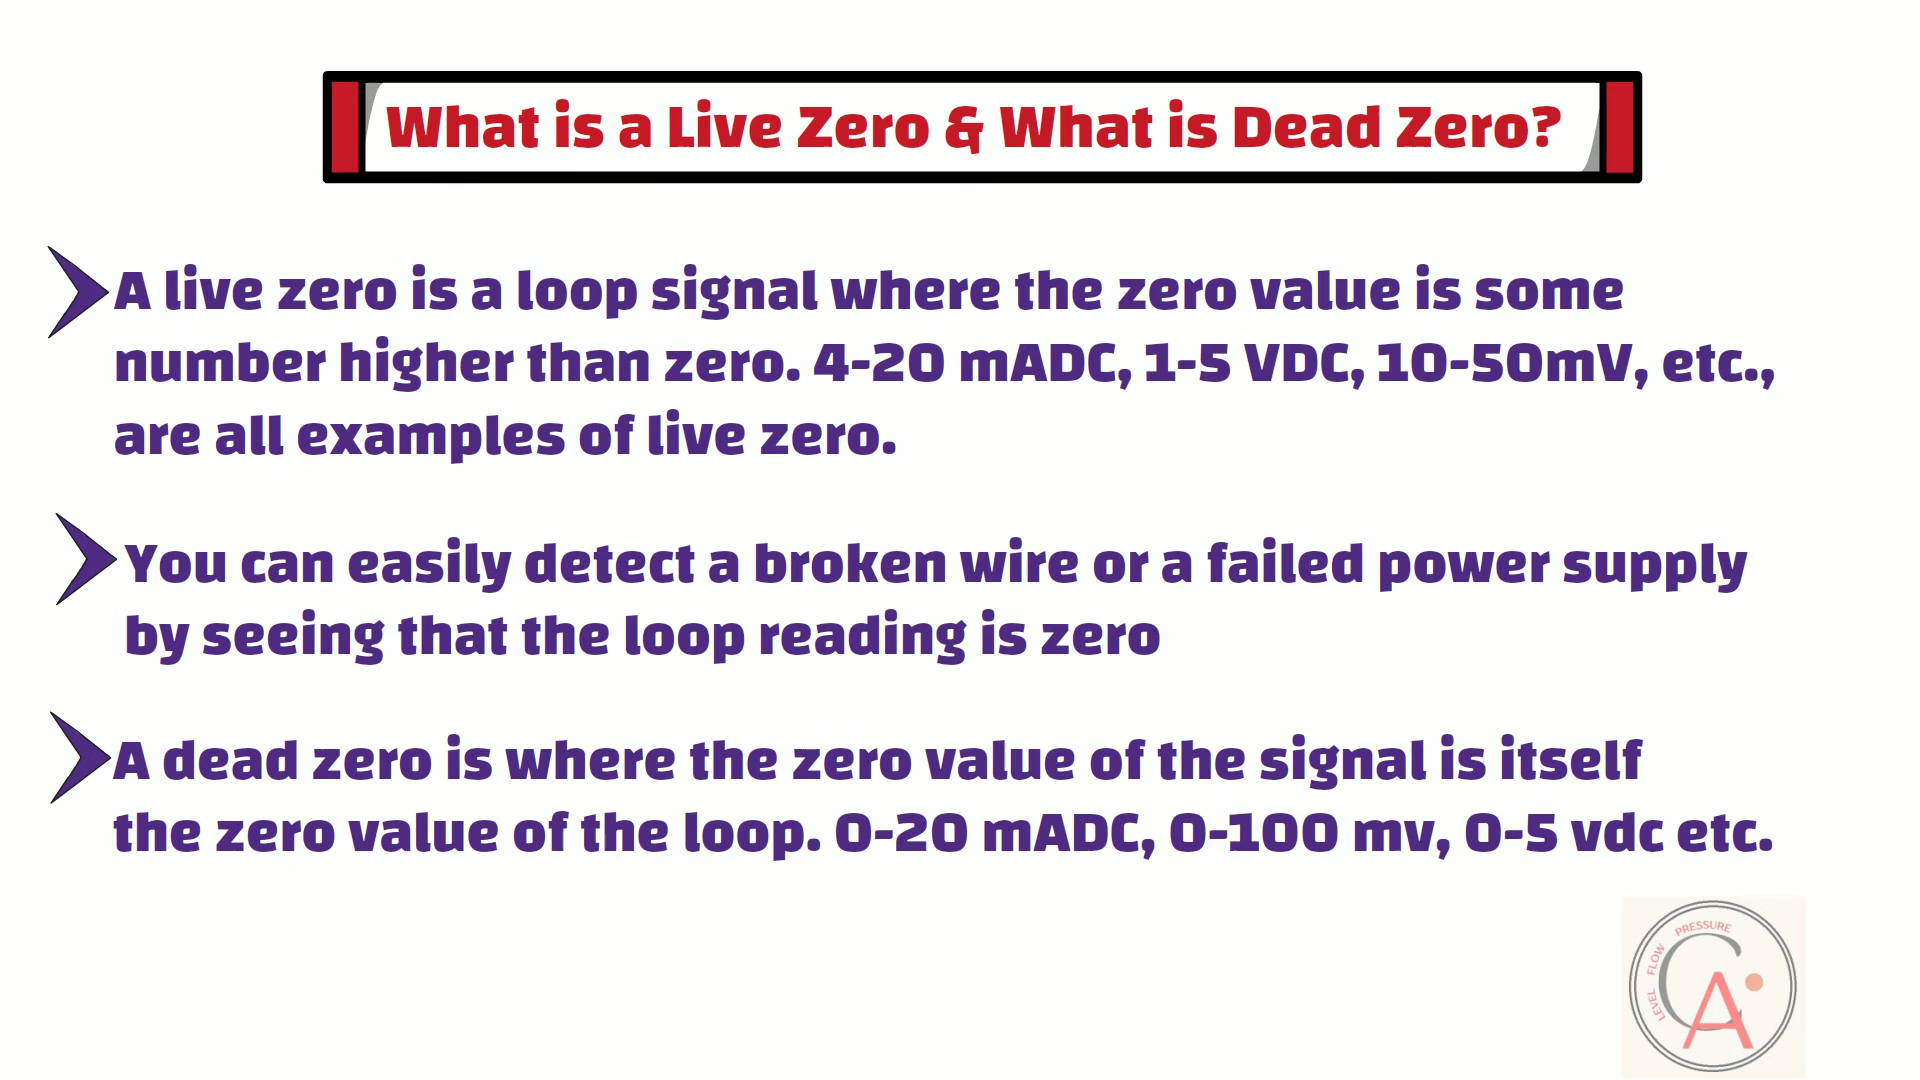 What is a Live Zero & What is Dead Zero?
A live zero is a loop signal where the zero value is some
number higher than zero. 4-20 mADC, 1-5 VDC, 10-50mV, etc.,
are all examples of live zero.
You can easily detect a broken wire or a failed power supply
by seeing that the loop reading is zero
A dead zero is where the zero value of the signal is itself
the zero value of the loop. 0-20 mADC, 0-100 mv, 0-5 vdc etc.
LEVEL FLOW PRESSURE
CA